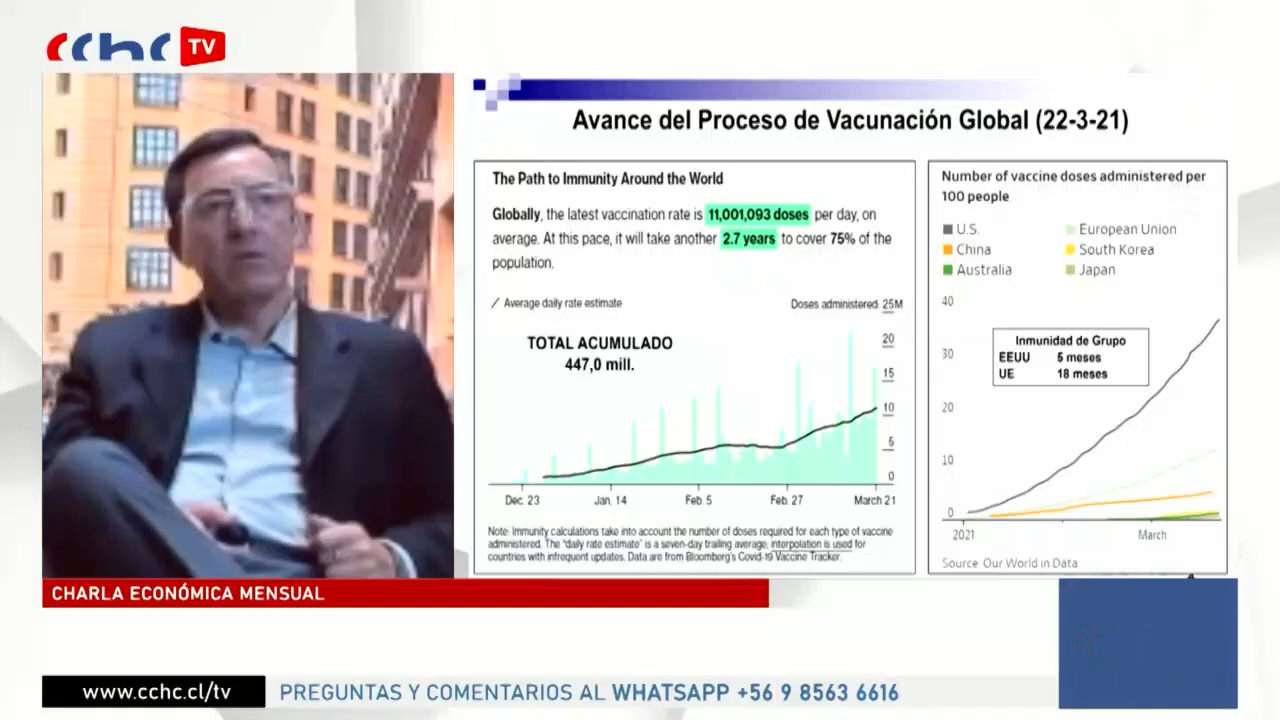 cchc TV
Avance del Proceso de Vacunación Global (22-3-21)
The Path to Immunity Around the World
Globally, the latest vaccination rate is 11,001,093 doses per day, on
average. At this pace, it will take another 2.7 years to cover 75% of the
population.
Average daily rate estimate
Doses administered: 25M
TOTAL ACUMULADO
447,0 mill.
20
15
10
5
0
Dec. 23
Jan. 14
Feb. 5
Feb. 27
March 21
Note: Immunity calculations take into account the number of doses required for each type of vaccine
administered. The "daily rate estimate" is a seven-day trailing average; interpolation is used for
countries with infrequent updates. Data are from Bloomberg's Covid-19 Vaccine Tracker.
Number of vaccine doses administered per
100 people
U.S.
European Union
China
South Korea
Australia
Japan
40
30
20
10
0
Inmunidad de Grupo
EEUU 5 meses
UE 18 meses
2021
March
Source Our World in Data
CHARLA ECONÓMICA MENSUAL
www.cchc.cl/tv
PREGUNTAS Y COMENTARIOS AL WHATSAPP +56 9 8563 6616